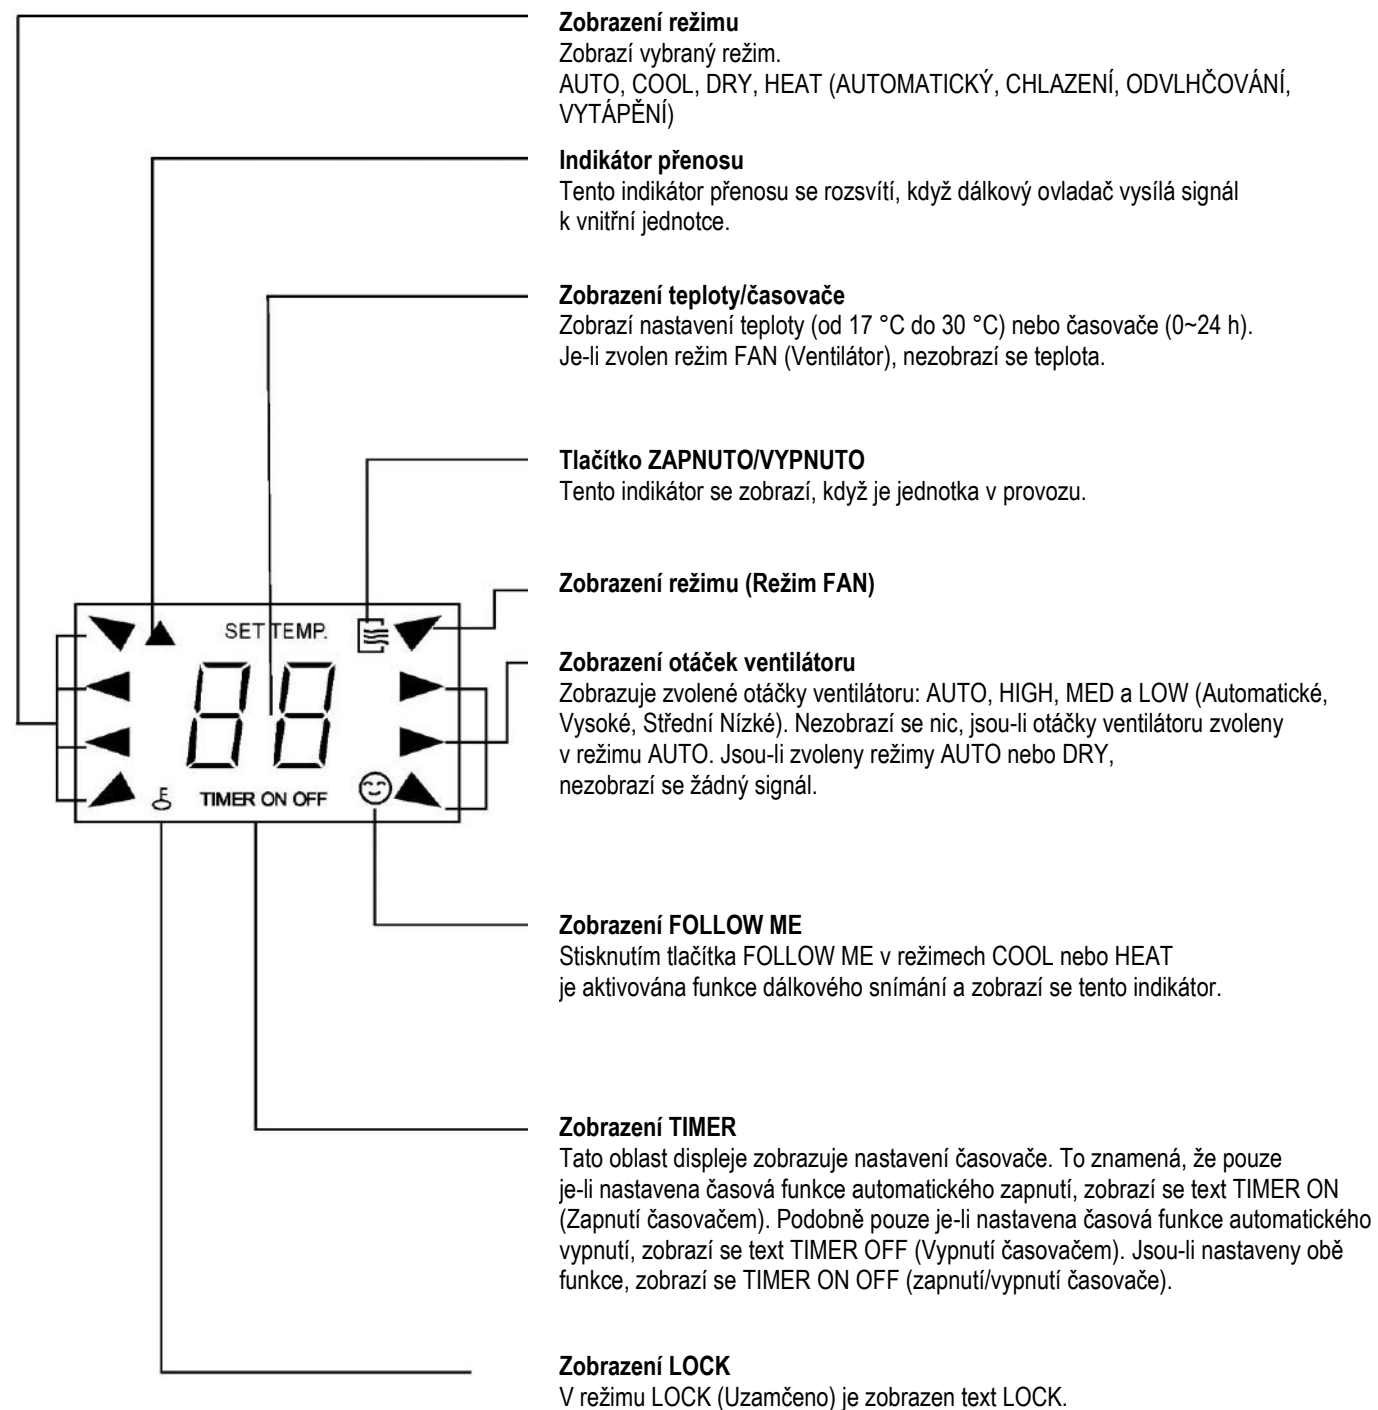 Zobrazení režimu
Zobrazí vybraný režim.
AUTO, COOL, DRY, HEAT (AUTOMATICKÝ, CHLAZENÍ, ODVLHČOVÁNÍ,
VYTÁPĚNÍ)
Indikátor přenosu
Tento indikátor přenosu se rozsvítí, když dálkový ovladač vysílá signál
k vnitřní jednotce.
Zobrazení teploty/časovače
Zobrazí nastavení teploty (od 17 °C do 30 °C) nebo časovače (0~24 h).
Je-li zvolen režim FAN (Ventilátor), nezobrazí se teplota.
Tlačítko ZAPNUTO/VYPNUTO
Tento indikátor se zobrazí, když je jednotka v provozu.
Zobrazení režimu (Režim FAN)
SET TEMP.
88
TIMER ON OFF
Zobrazení otáček ventilátoru
Zobrazuje zvolené otáčky ventilátoru: AUTO, HIGH, MED a LOW (Automatické,
Vysoké, Střední Nízké). Nezobrazí se nic, jsou-li otáčky ventilátoru zvoleny
v režimu AUTO. Jsou-li zvoleny režimy AUTO nebo DRY,
nezobrazí se žádný signál.
Zobrazení FOLLOW ME
Stisknutím tlačítka FOLLOW ME v režimech COOL nebo HEAT
je aktivována funkce dálkového snímání a zobrazí se tento indikátor.
Zobrazení TIMER
Tato oblast displeje zobrazuje nastavení časovače. To znamená, že pouze
je-li nastavena časová funkce automatického zapnutí, zobrazí se text TIMER ON
(Zapnutí časovačem). Podobně pouze je-li nastavena časová funkce automatického
vypnutí, zobrazí se text TIMER OFF (Vypnutí časovačem). Jsou-li nastaveny obě
funkce, zobrazí se TIMER ON OFF (zapnutí/vypnutí časovače).
Zobrazení LOCK
V režimu LOCK (Uzamčeno) je zobrazen text LOCK.